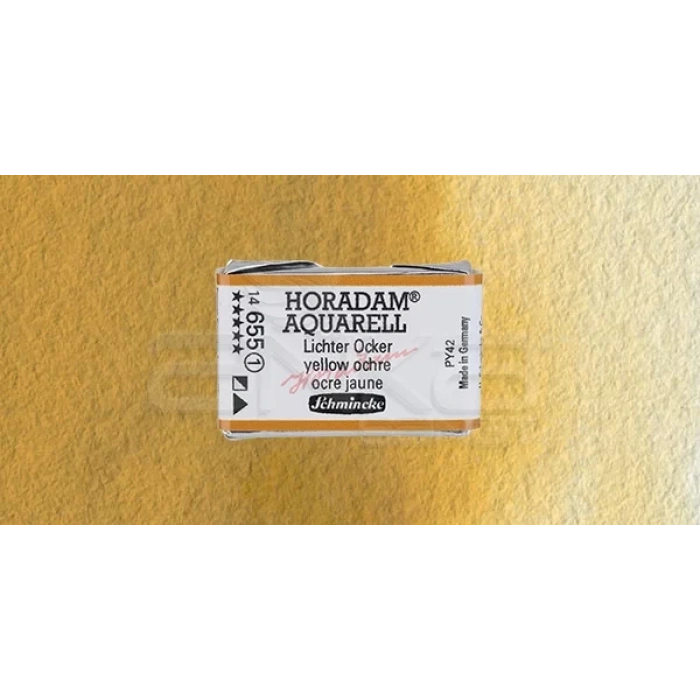 HORADAM®
AQUARELL
Lichter Ocker
yellow ochre
ocre jaune
Schmincke
14 655 1
★★★★★
PY42
Made in Germany